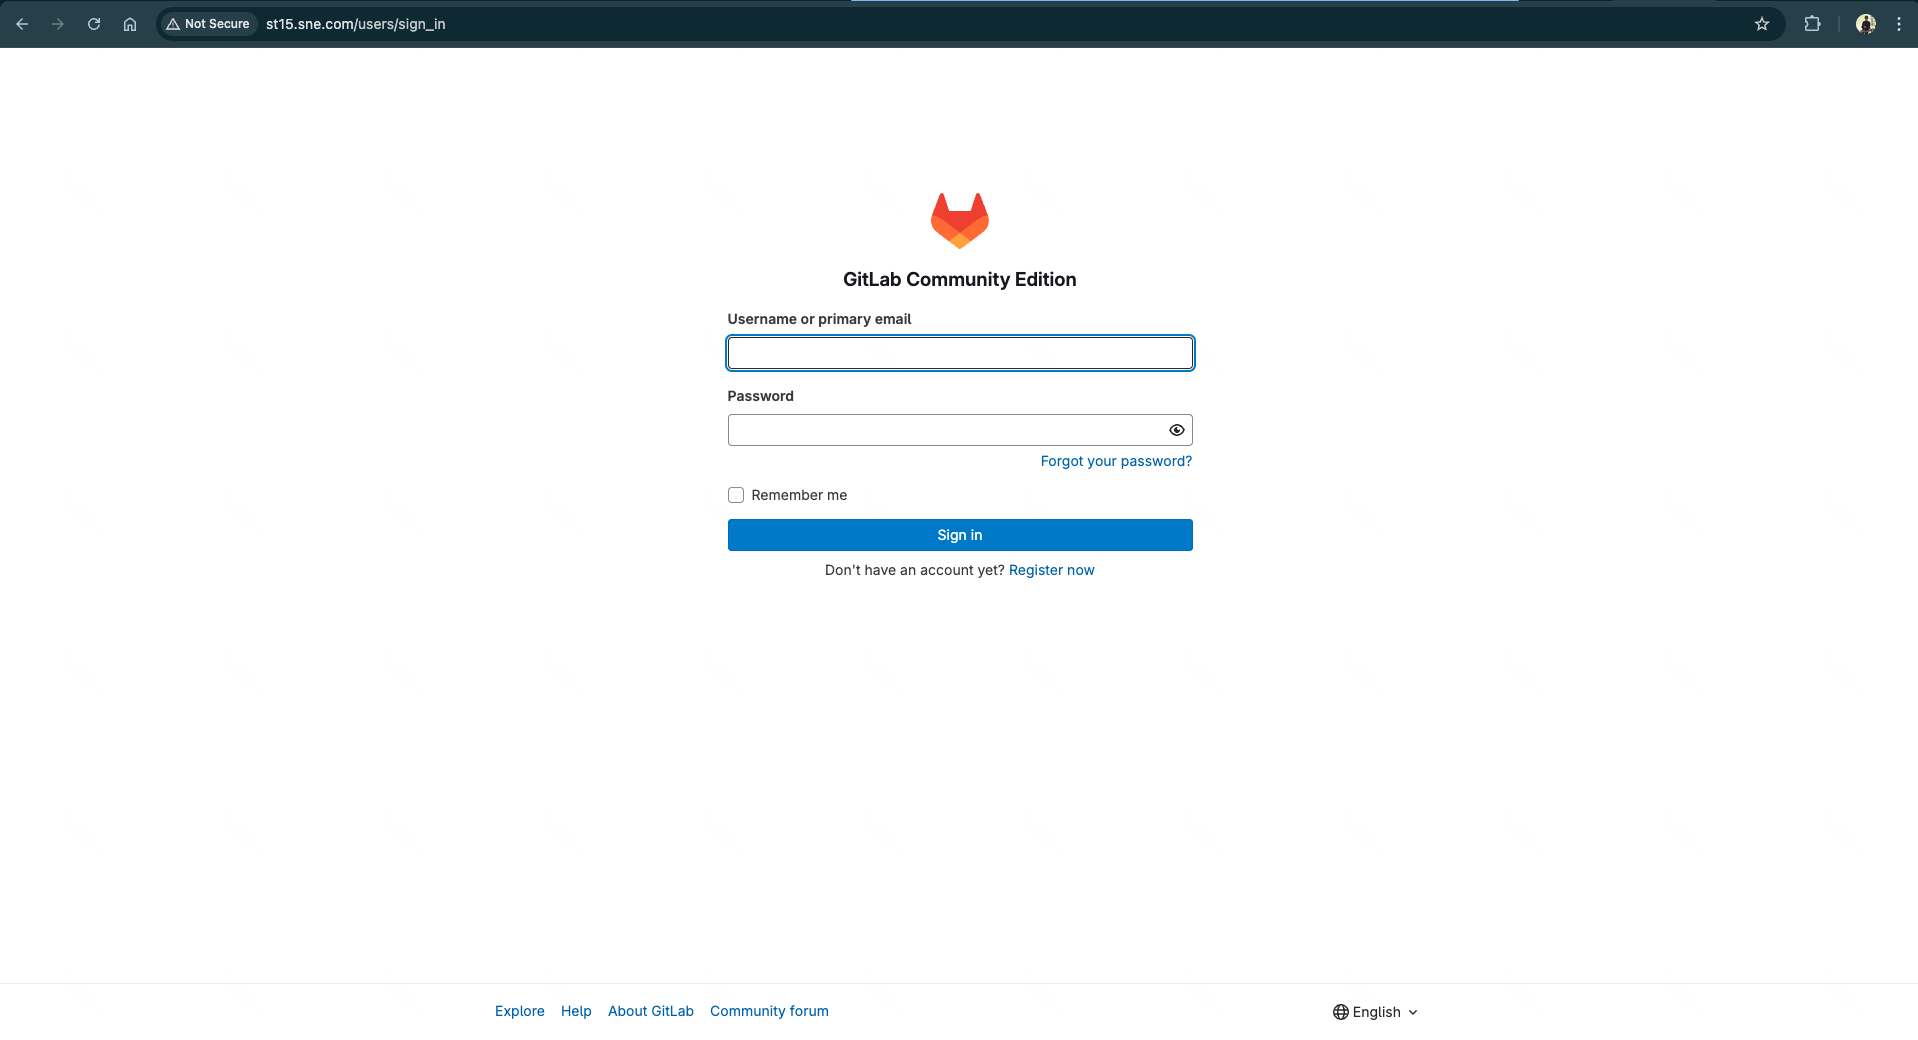 Not Secure st15.sne.com/users/sign_in
GitLab Community Edition
Username or primary email
Password
Forgot your password?
Remember me
Sign in
Don't have an account yet? Register now
Explore Help About GitLab Community forum English